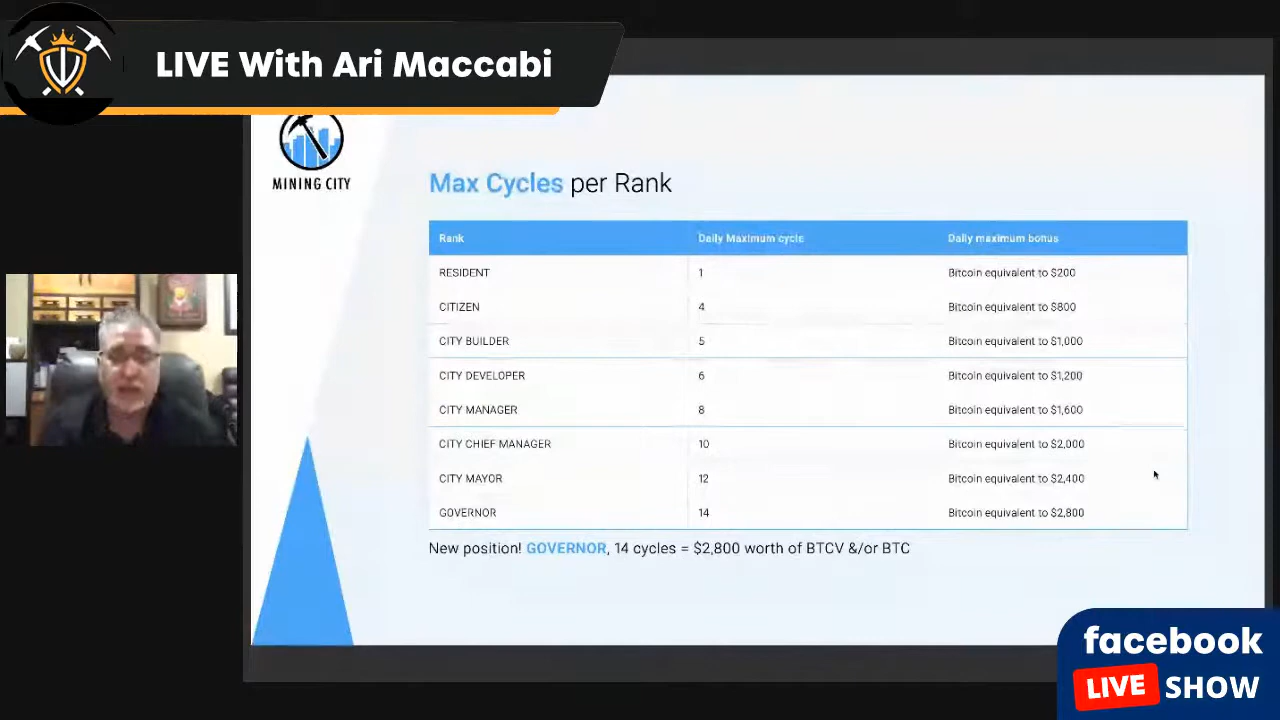 LIVE With Ari Maccabi
MINING CITY
Max Cycles per Rank
Rank Daily Maximum cycle Daily maximum bonus
RESIDENT 1 Bitcoin equivalent to $200
CITIZEN 4 Bitcoin equivalent to $800
CITY BUILDER 5 Bitcoin equivalent to $1,000
CITY DEVELOPER 6 Bitcoin equivalent to $1,200
CITY MANAGER 8 Bitcoin equivalent to $1,600
CITY CHIEF MANAGER 10 Bitcoin equivalent to $2,000
CITY MAYOR 12 Bitcoin equivalent to $2,400
GOVERNOR 14 Bitcoin equivalent to $2,800
New position! GOVERNOR, 14 cycles = $2,800 worth of BTCV &/or BTC
facebook
LIVE SHOW